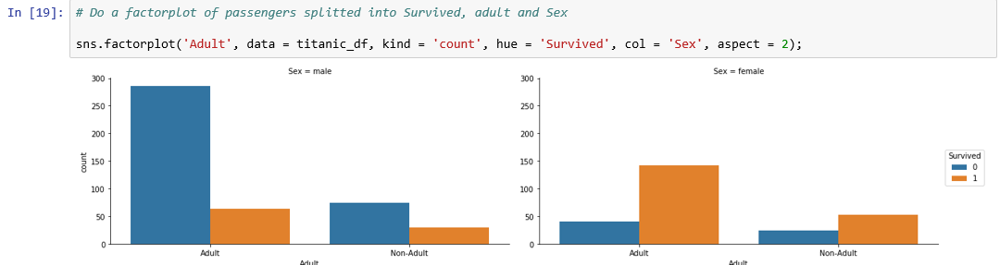 In [19]: # Do a factorplot of passengers splitted into Survived, adult and Sex
sns.factorplot('Adult', data = titanic_df, kind = 'count', hue = 'Survived', col = 'Sex', aspect = 2);
Sex = male
300
250
200
150
100
50
0
count
Adult
Non-Adult
Adult
Sex = female
300
250
200
150
100
50
0
Adult
Non-Adult
Adult
Survived
0
1